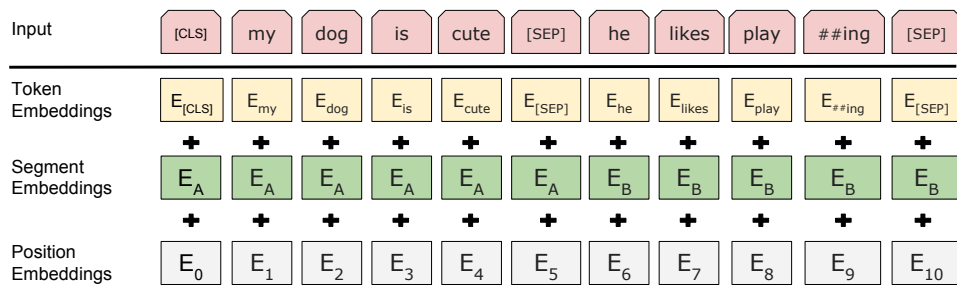 Input [CLS] my dog is cute [SEP] he likes play ##ing [SEP]
Token Embeddings E[CLS] Emy Edog Eis Ecute E[SEP] Ehe Elikes Eplay E##ing E[SEP]
+ + + + + + + + + + +
Segment Embeddings EA EA EA EA EA EA EB EB EB EB EB
+ + + + + + + + + + +
Position Embeddings E0 E1 E2 E3 E4 E5 E6 E7 E8 E9 E10